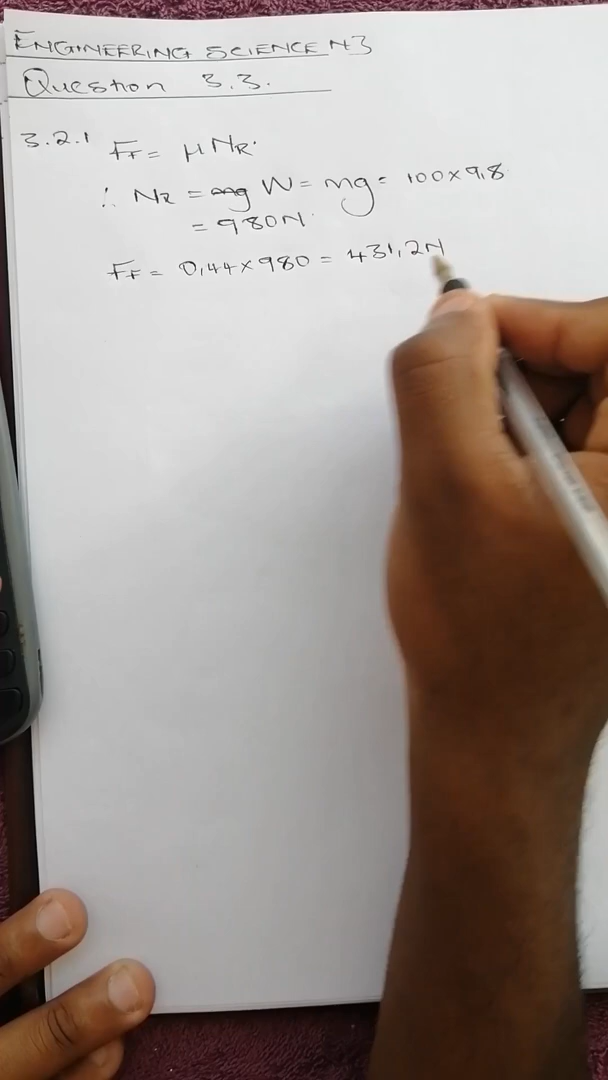 ENGINEERING SCIENCE N3
Question 3.3.
3.2.1 FF = μNR.
∴ NR = mg W = mg = 100×9,8
= 980N.
FF = 0,44×980 = 431,2N